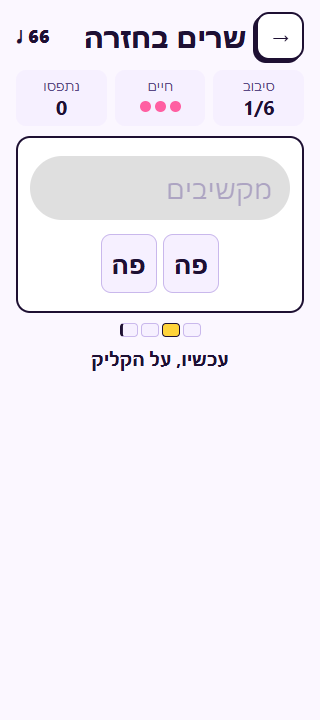 → שרים בחזרה ♩ 66
סיבוב חיים נתפסו
1/6 0
מקשיבים
פה פה
עכשיו, על הקליק